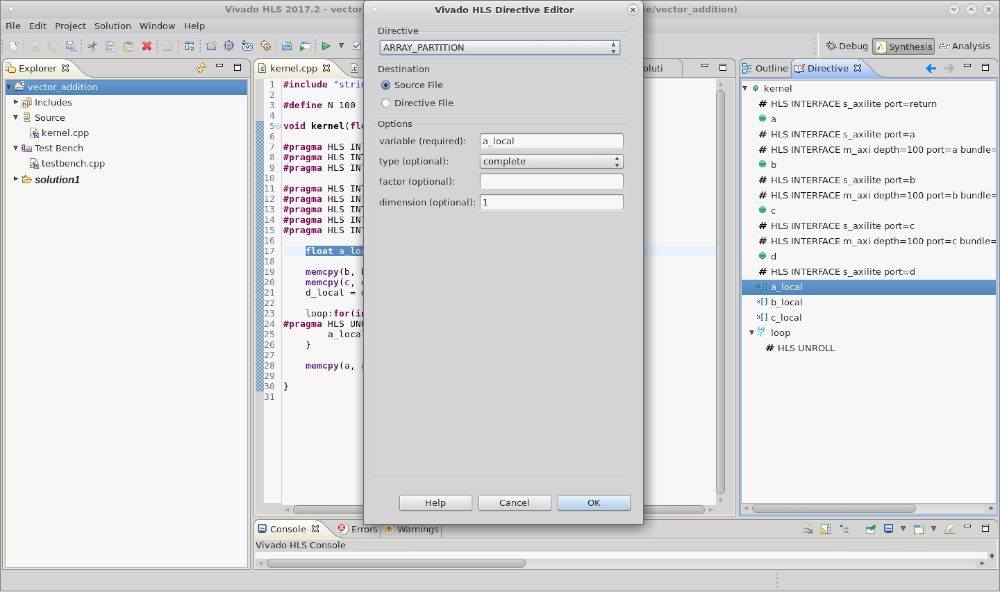 Vivado HLS 2017.2 - vector_
se/vector_addition)
File Edit Project Solution Window Help
Debug Synthesis Analysis
Explorer
vector_addition
Includes
Source
kernel.cpp
Test Bench
testbench.cpp
solution1
kernel.cpp
oluti
1 #include "strin
2
3 #define N 100
4
5 void kernel(flo
6
7 #pragma HLS INT
8 #pragma HLS INT
9 #pragma HLS INT
10
11 #pragma HLS INT
12 #pragma HLS INT
13 #pragma HLS INT
14 #pragma HLS INT
15 #pragma HLS INT
16
17 float a_loc
18
19 memcpy(b,
20 memcpy(c,
21 d_local =
22
23 loop:for(in
24 #pragma HLS UNR
25 a_local
26 }
27
28 memcpy(a,
29
30 }
31
Vivado HLS Directive Editor
Directive
ARRAY_PARTITION
Destination
Source File
Directive File
Options
variable (required): a_local
type (optional): complete
factor (optional):
dimension (optional): 1
Help Cancel OK
Outline Directive
kernel
# HLS INTERFACE s_axilite port=return
a
# HLS INTERFACE s_axilite port=a
# HLS INTERFACE m_axi depth=100 port=a bundle=
b
# HLS INTERFACE s_axilite port=b
# HLS INTERFACE m_axi depth=100 port=b bundle=
c
# HLS INTERFACE s_axilite port=c
# HLS INTERFACE m_axi depth=100 port=c bundle=
d
# HLS INTERFACE s_axilite port=d
×[] a_local
×[] b_local
×[] c_local
loop
# HLS UNROLL
Console Errors Warnings
Vivado HLS Console